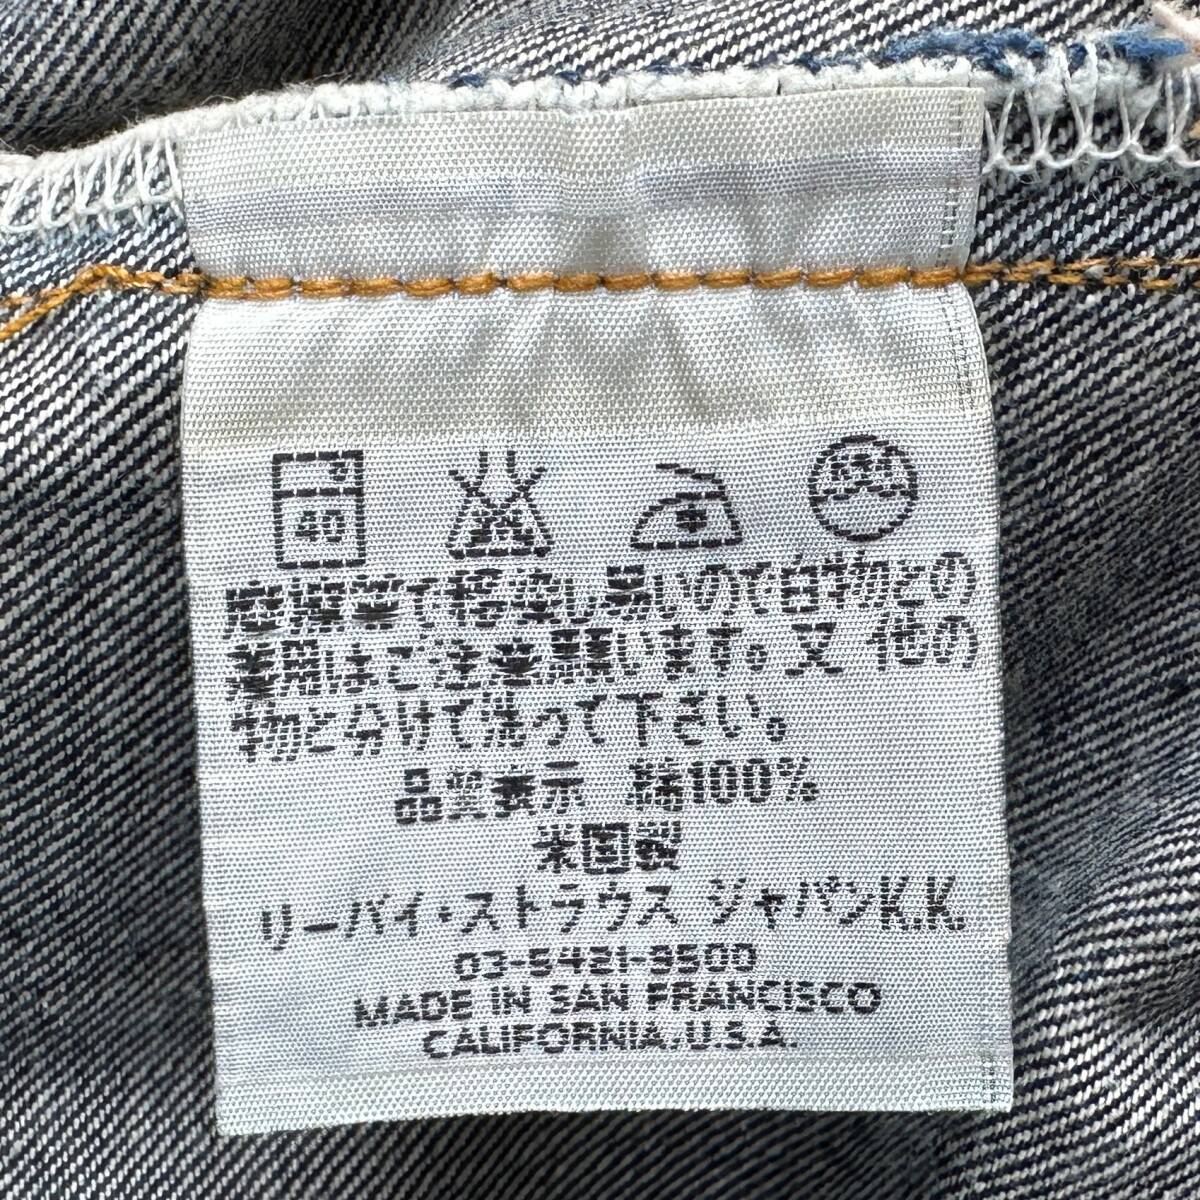 40
摩擦等で移染し易いので白物との
着用はご注意願います。又 他の
物と分けて洗って下さい。
品質表示 綿100%
米国製
リーバイ・ストラウス ジャパンK.K.
03-5421-9500
MADE IN SAN FRANCISCO
CALIFORNIA.U.S.A.